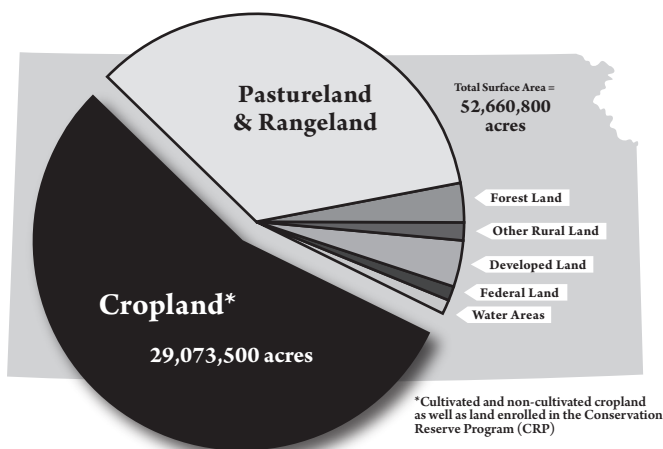 Pastureland
& Rangeland
Total Surface Area =
52,660,800
acres
Forest Land
Other Rural Land
Developed Land
Federal Land
Water Areas
Cropland*
29,073,500 acres
*Cultivated and non-cultivated cropland
as well as land enrolled in the Conservation
Reserve Program (CRP)